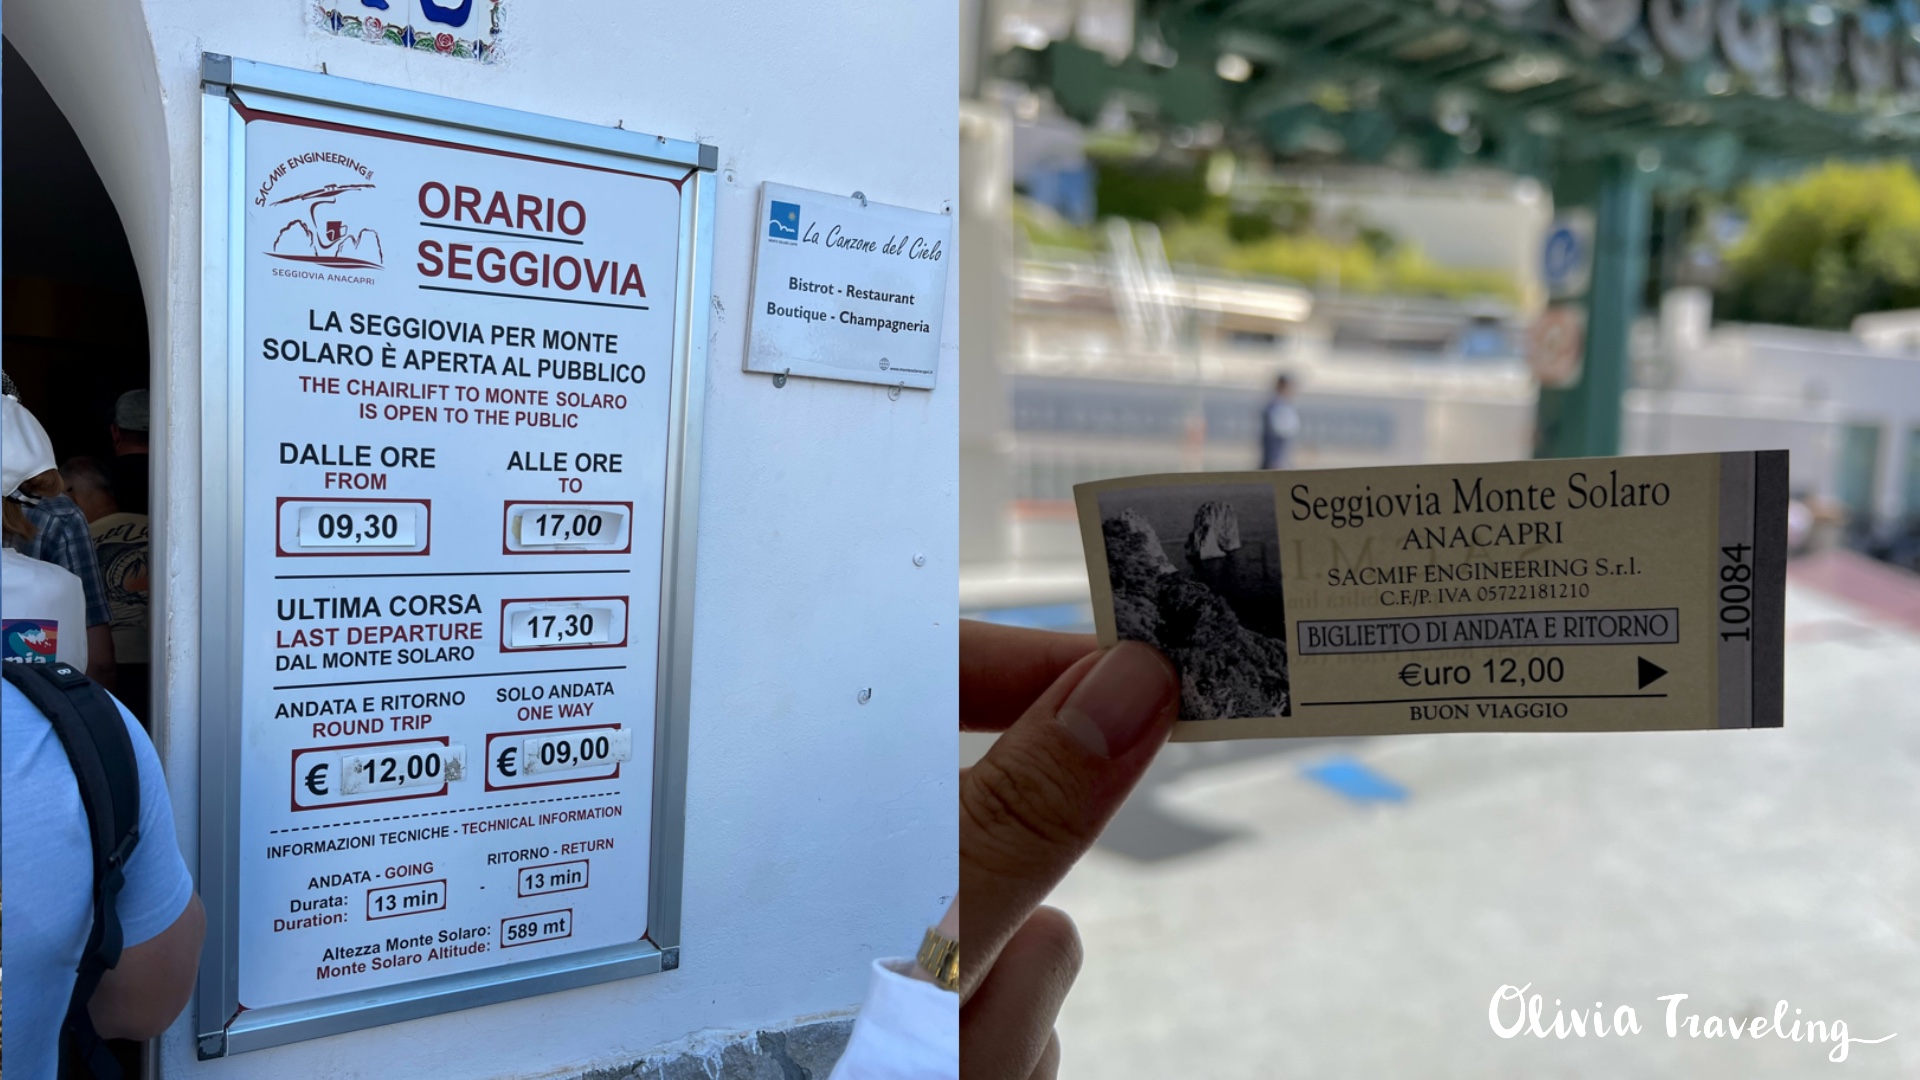 SACMIF ENGINEERING
SEGGIOVIA ANACAPRI
ORARIO
SEGGIOVIA
LA SEGGIOVIA PER MONTE
SOLARO È APERTA AL PUBBLICO
THE CHAIRLIFT TO MONTE SOLARO
IS OPEN TO THE PUBLIC
DALLE ORE
FROM
09,30
ALLE ORE
TO
17,00
ULTIMA CORSA
LAST DEPARTURE
DAL MONTE SOLARO
17,30
ANDATA E RITORNO
ROUND TRIP
€ 12,00
SOLO ANDATA
ONE WAY
€ 09,00
INFORMAZIONI TECNICHE - TECHNICAL INFORMATION
ANDATA - GOING
Durata:
Duration:
13 min
-
RITORNO - RETURN
13 min
Altezza Monte Solaro:
Monte Solaro Altitude:
589 mt
La Canzone del Cielo
Bistrot - Restaurant
Boutique - Champagneria
Seggiovia Monte Solaro
ANACAPRI
SACMIF ENGINEERING S.r.l.
C.F./P. IVA 05722181210
BIGLIETTO DI ANDATA E RITORNO
€uro 12,00
BUON VIAGGIO
10084
Olivia Traveling